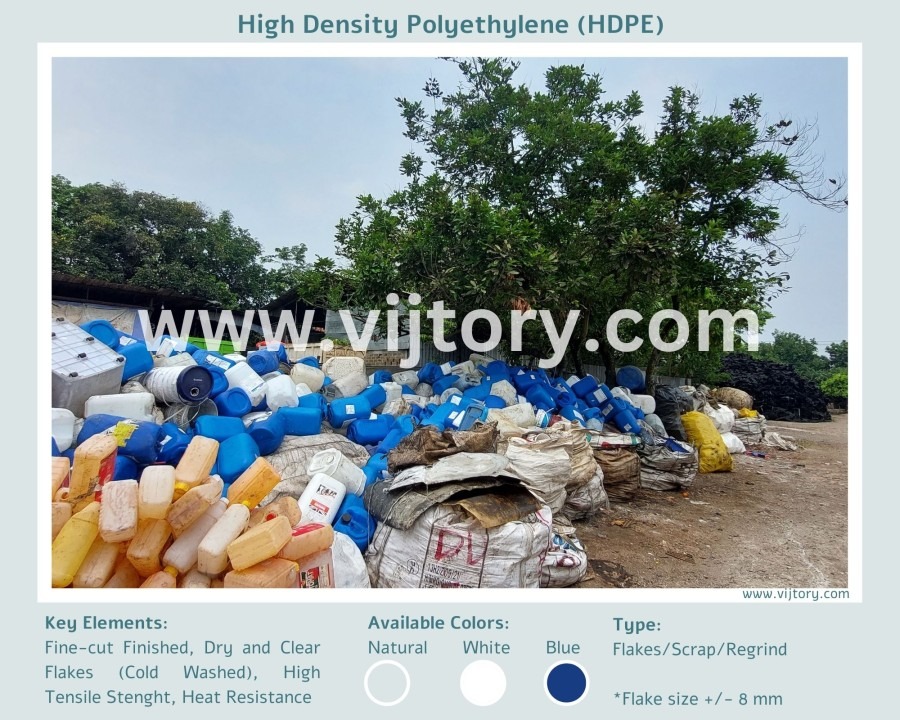 High Density Polyethylene (HDPE)
www.vijtory.com
DL
www.vijtory.com
Key Elements:
Fine-cut Finished, Dry and Clear
Flakes (Cold Washed), High
Tensile Stenght, Heat Resistance
Available Colors:
Natural White Blue
Type:
Flakes/Scrap/Regrind
*Flake size +/- 8 mm